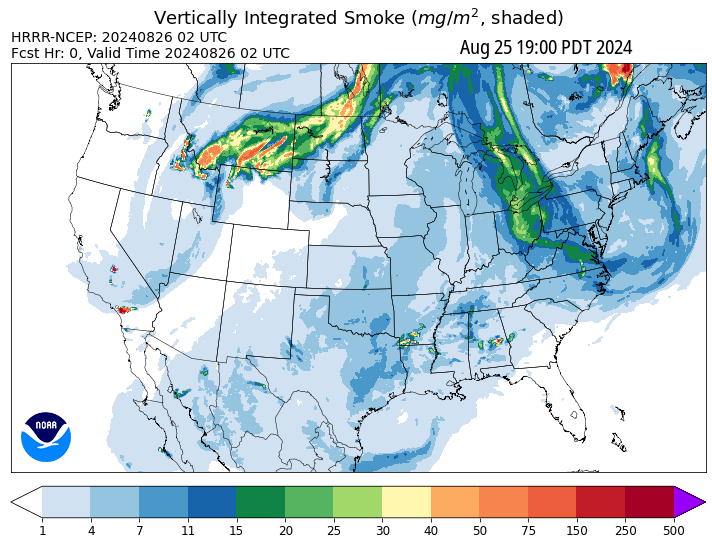 Vertically Integrated Smoke (mg/m², shaded)
HRRR-NCEP: 20240826 02 UTC
Fcst Hr: 0, Valid Time 20240826 02 UTC
Aug 25 19:00 PDT 2024
NOAA
1 4 7 11 15 20 25 30 40 50 75 150 250 500